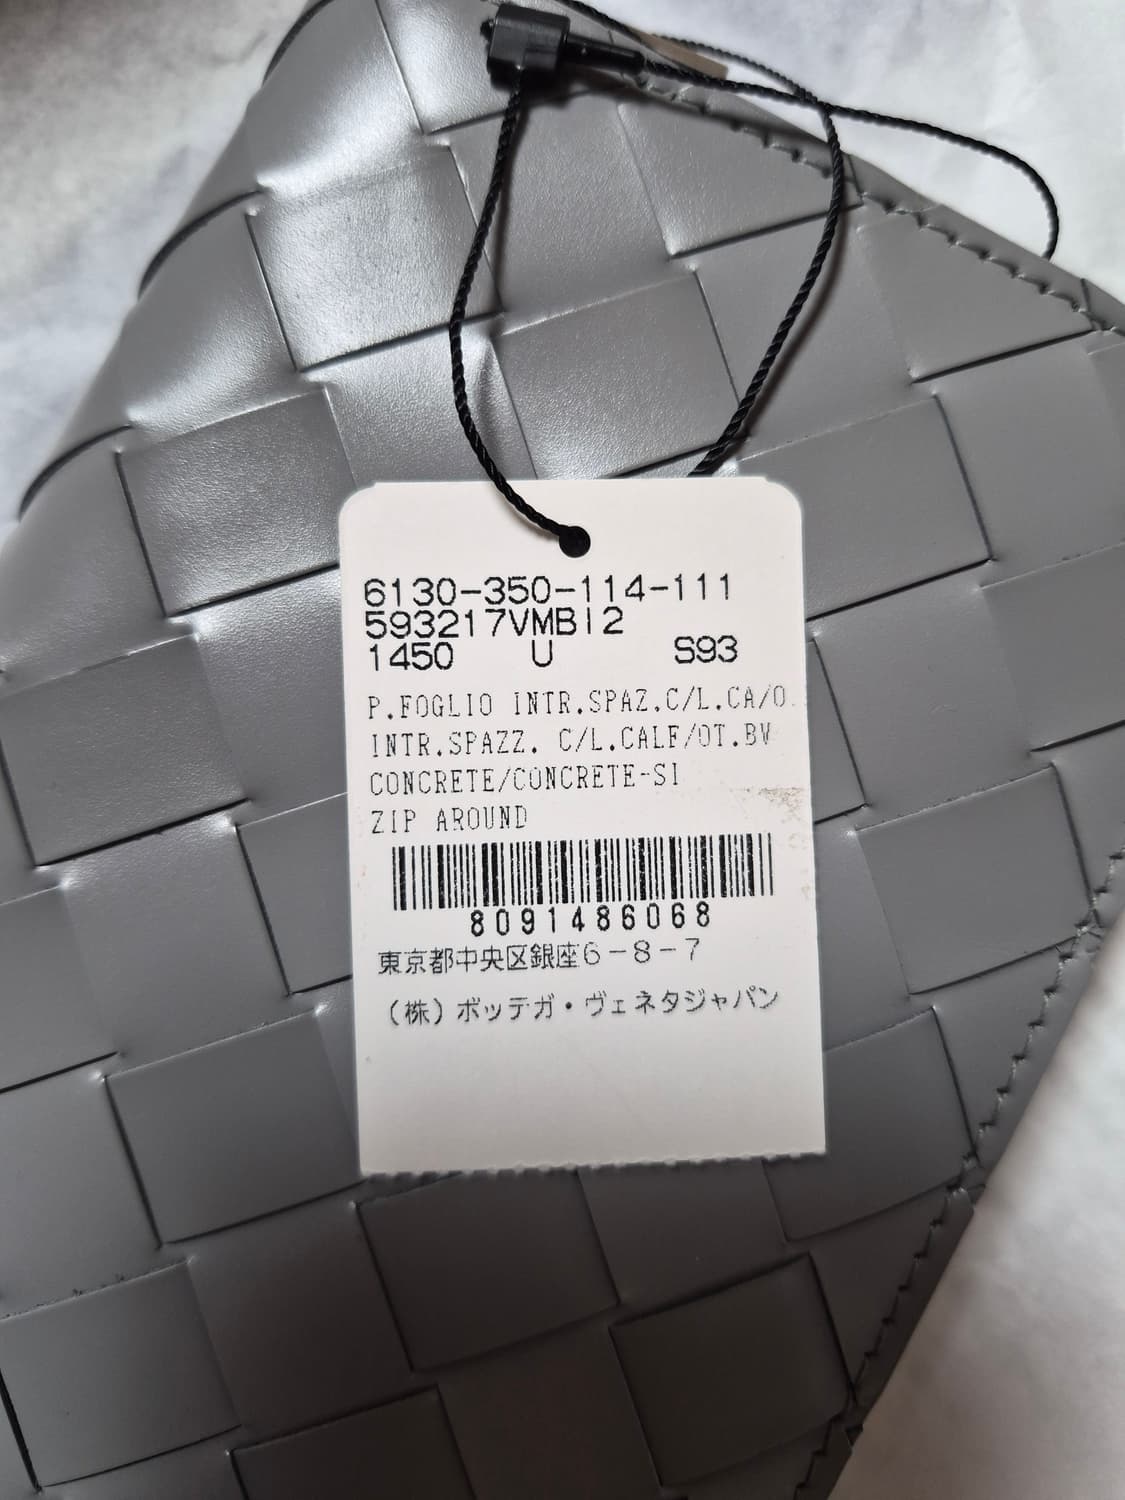 6130-350-114-111
593217VMBI2
1450 U S93
P.FOGLIO INTR.SPAZ.C/L.CA/O.
INTR.SPAZZ. C/L.CALF/OT.BV
CONCRETE/CONCRETE-SI
ZIP AROUND
8091486068
東京都中央区銀座6－8－7
（株）ボッテガ・ヴェネタジャパン